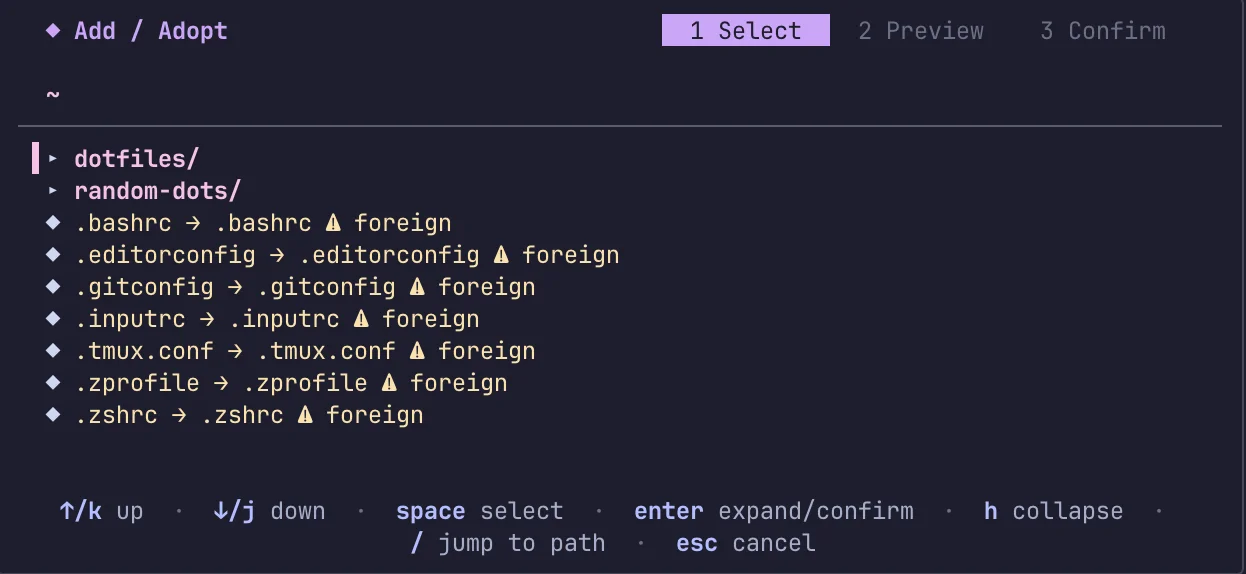 ◆ Add / Adopt 1 Select 2 Preview 3 Confirm
~
▸ dotfiles/
▸ random-dots/
◆ .bashrc → .bashrc ⚠ foreign
◆ .editorconfig → .editorconfig ⚠ foreign
◆ .gitconfig → .gitconfig ⚠ foreign
◆ .inputrc → .inputrc ⚠ foreign
◆ .tmux.conf → .tmux.conf ⚠ foreign
◆ .zprofile → .zprofile ⚠ foreign
◆ .zshrc → .zshrc ⚠ foreign
↑/k up · ↓/j down · space select · enter expand/confirm · h collapse ·
/ jump to path · esc cancel